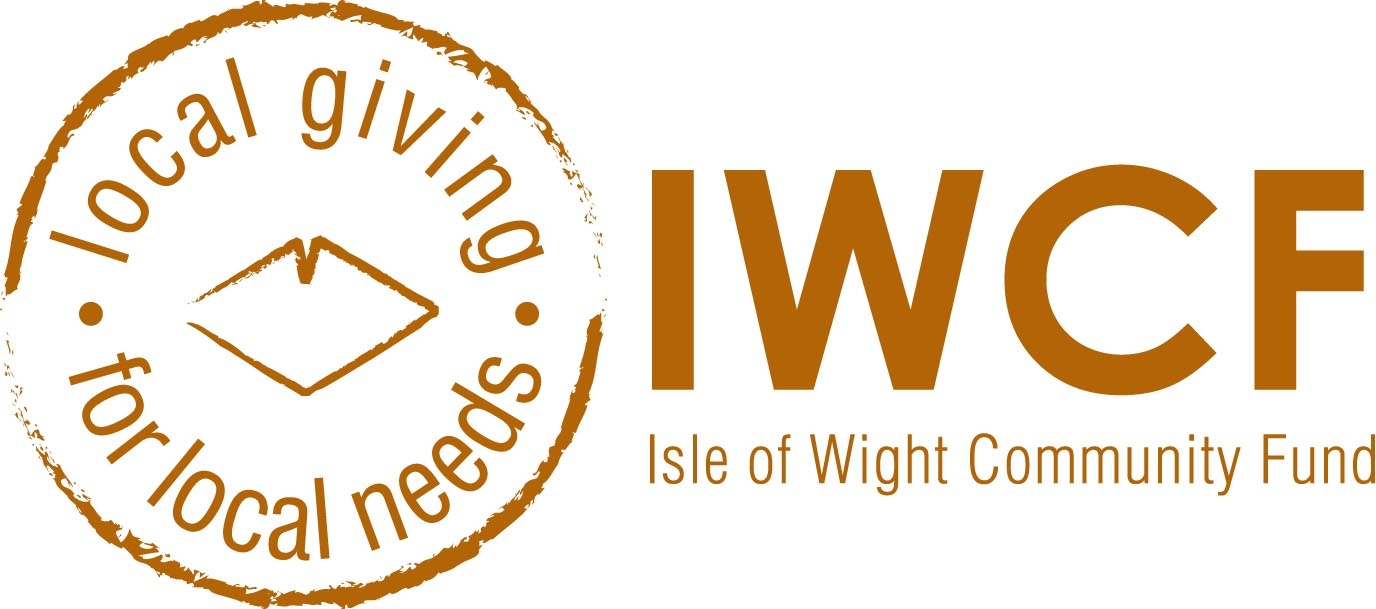 local giving
• for local needs •
IWCF
Isle of Wight Community Fund